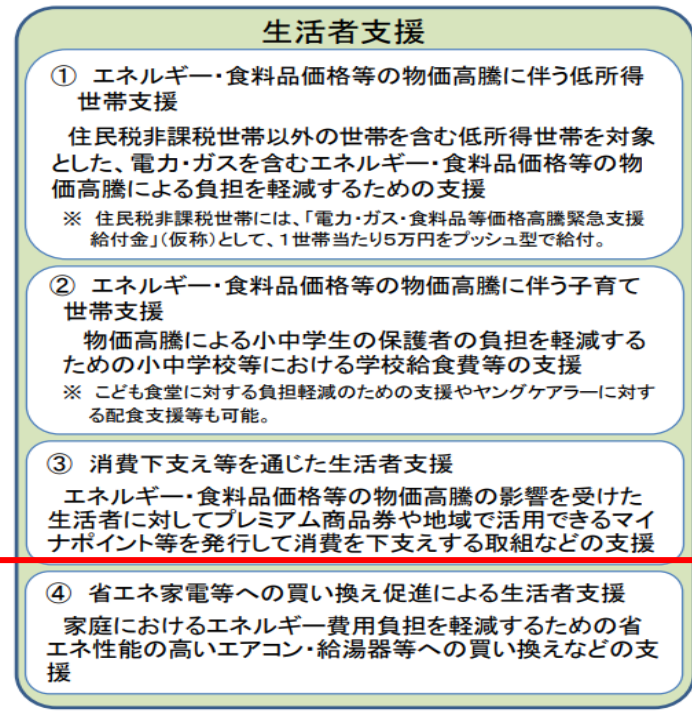 生活者支援
① エネルギー・食料品価格等の物価高騰に伴う低所得
世帯支援
住民税非課税世帯以外の世帯を含む低所得世帯を対象
とした、電力・ガスを含むエネルギー・食料品価格等の物
価高騰による負担を軽減するための支援
※ 住民税非課税世帯には、「電力・ガス・食料品等価格高騰緊急支援
給付金」(仮称)として、1世帯当たり5万円をプッシュ型で給付。
② エネルギー・食料品価格等の物価高騰に伴う子育て
世帯支援
物価高騰による小中学生の保護者の負担を軽減する
ための小中学校等における学校給食費等の支援
※ こども食堂に対する負担軽減のための支援やヤングケアラーに対す
る配食支援等も可能。
③ 消費下支え等を通じた生活者支援
エネルギー・食料品価格等の物価高騰の影響を受けた
生活者に対してプレミアム商品券や地域で活用できるマイ
ナポイント等を発行して消費を下支えする取組などの支援
④ 省エネ家電等への買い換え促進による生活者支援
家庭におけるエネルギー費用負担を軽減するための省
エネ性能の高いエアコン・給湯器等への買い換えなどの支
援